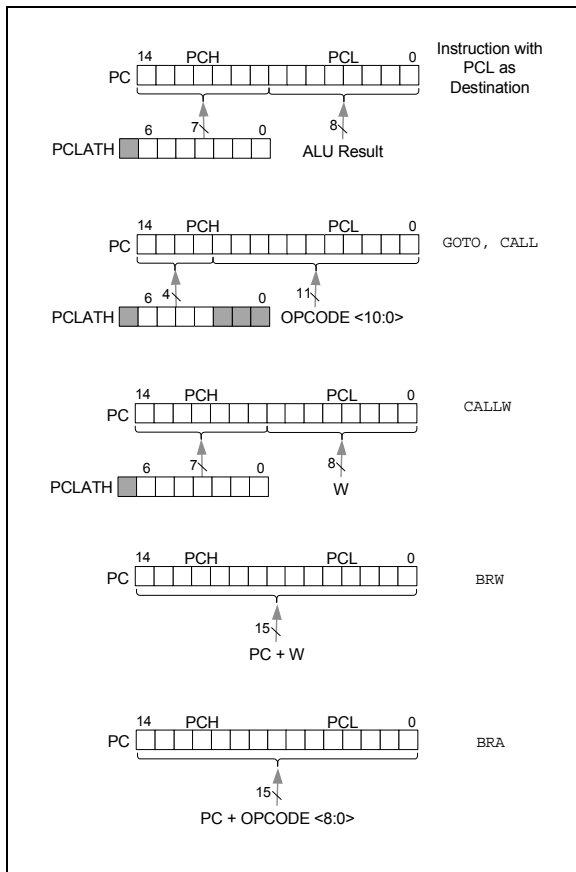 14 PCH PCL 0 Instruction with
PC PCL as
Destination
6 7 0 8
PCLATH ALU Result
14 PCH PCL 0
PC GOTO, CALL
6 4 0 11
PCLATH OPCODE <10:0>
14 PCH PCL 0
PC CALLW
6 7 0 8
PCLATH W
14 PCH PCL 0
PC BRW
15
PC + W
14 PCH PCL 0
PC BRA
15
PC + OPCODE <8:0>